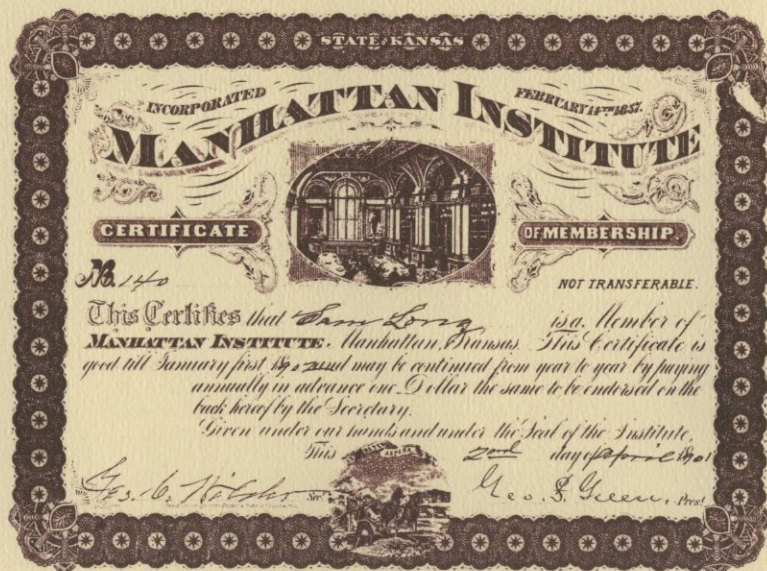 STATE KANSAS
INCORPORATED FEBRUARY 14TH 1857.
MANHATTAN INSTITUTE
CERTIFICATE OF MEMBERSHIP.
No. 140 NOT TRANSFERABLE.
This Certifies that Sam Long is a Member of
MANHATTAN INSTITUTE, Manhattan, Kansas. This Certificate is
good till January first 1902 and may be continued from year to year by paying
annually in advance one Dollar the same to be endorsed on the
back hereof by the Secretary.
Given under our hands and under the Seal of the Institute,
This 2nd day of April 1901
Geo. C. Wilder Sec! Geo. S. Green, Prest